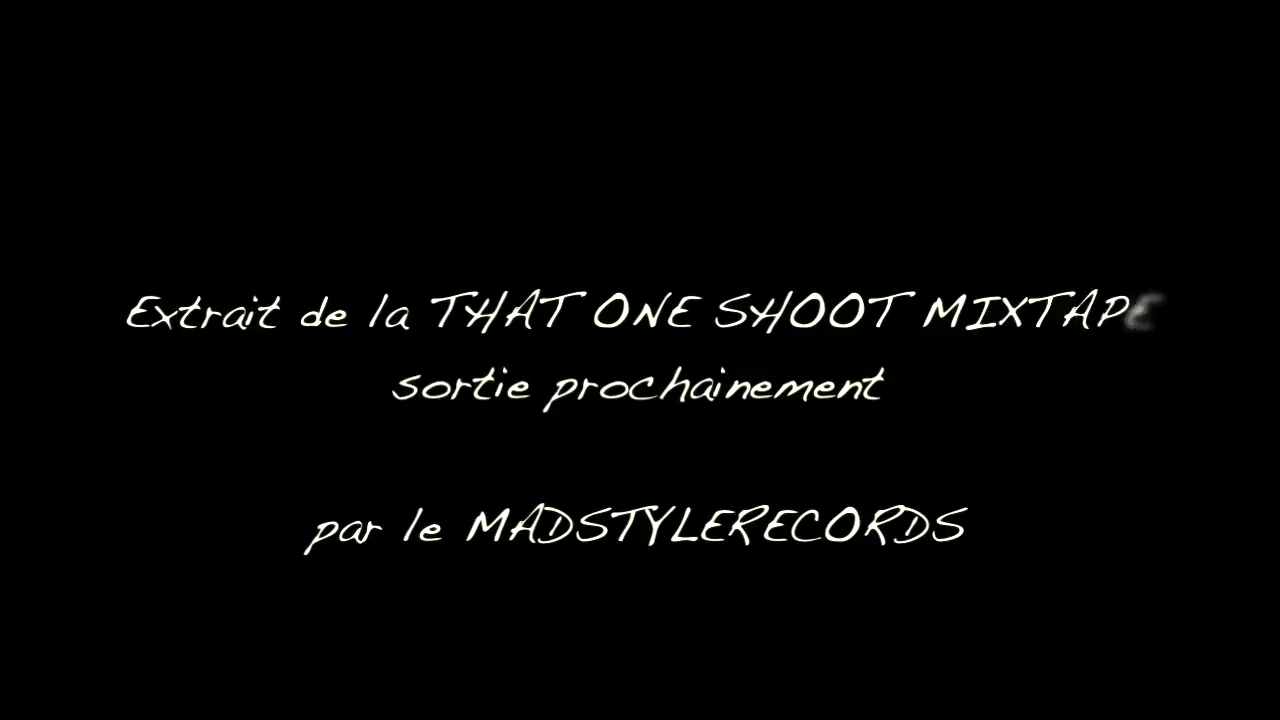 Extrait de la THAT ONE SHOOT MIXTAPE
sortie prochainement
par le MADSTYLERECORDS